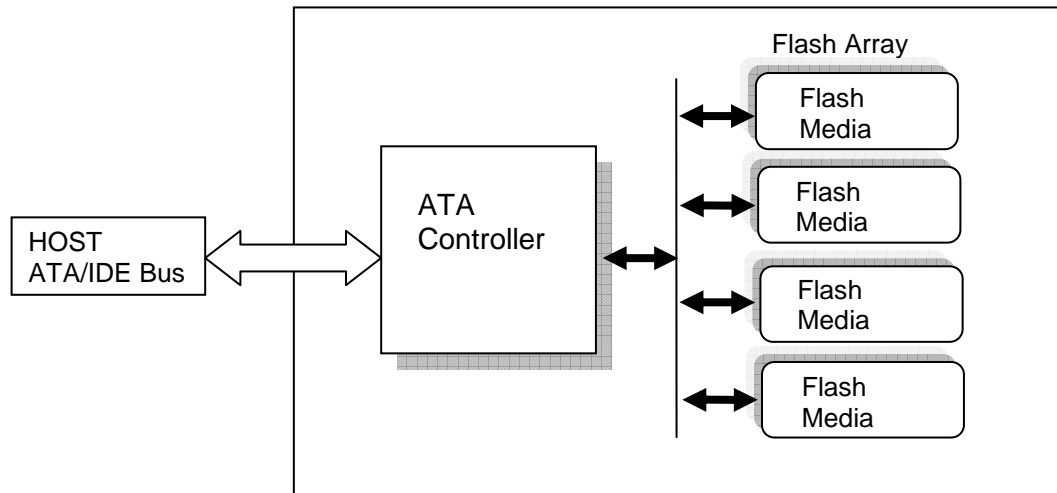 Flash Array
Flash
Media
Flash
Media
Flash
Media
Flash
Media
ATA
Controller
HOST
ATA/IDE Bus